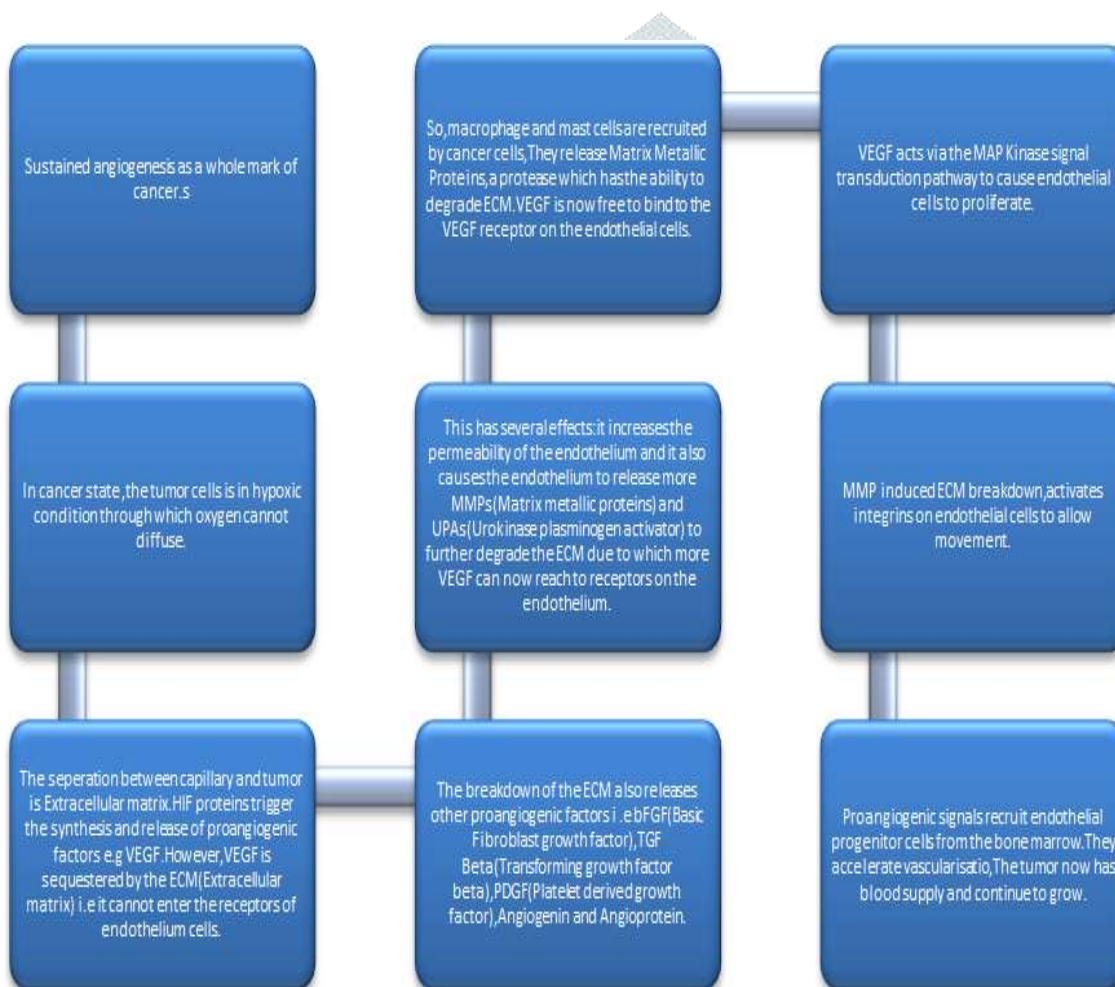 Sustained angiogenesis as a whole mark of
cancer.s
In cancer state ,the tumor cells is in hypoxic
condition through which oxygen cannot
diffuse.
The seperation between capillary and tumor
is Extracellular matrix.HIF proteins trigger
the synthesis and release of proangiogenic
factors e.g VEGF.However,VEGF is
sequestered by the ECM(Extracellular
matrix) i.e it cannot enter the receptors of
endothelium cells.
The breakdown of the ECM also releases
other proangiogenic factors i .e bFGF(Basic
Fibroblast growth factor),TGF
Beta(Transforming growth factor
beta),PDGF(Platelet derived growth
factor),Angiogenin and Angioprotein.
This has several effects:it increases the
permeability of the endothelium and it also
causes the endothelium to release more
MMPs(Matrix metallic proteins) and
UPAs(Urokinase plasminogen activator) to
further degrade the ECM due to which more
VEGF can now reach to receptors on the
endothelium.
So,macrophage and mast cells are recruited
by cancer cells,They release Matrix Metallic
Proteins,a protease which has the ability to
degrade ECM.VEGF is now free to bind to the
VEGF receptor on the endothelial cells.
VEGF acts via the MAP Kinase signal
transduction pathway to cause endothelial
cells to proliferate.
MMP induced ECM breakdown,activates
integrins on endothelial cells to allow
movement.
Proangiogenic signals recruit endothelial
progenitor cells from the bone marrow.They
accelerate vascularisatio,The tumor now has
blood supply and continue to grow.